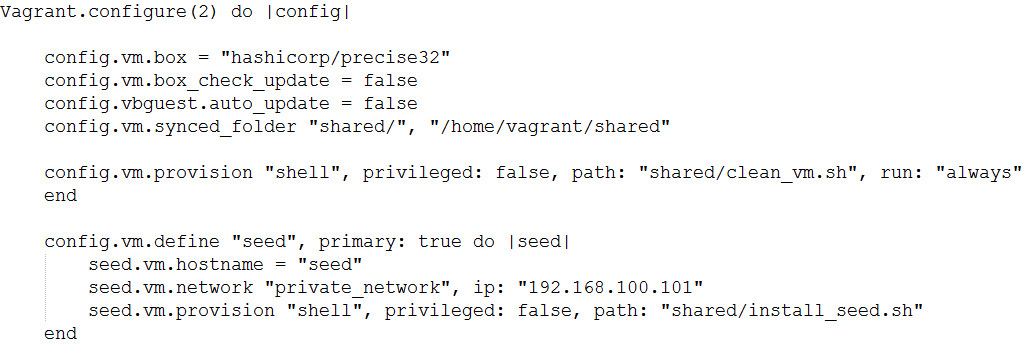 Vagrant.configure(2) do |config|
config.vm.box = "hashicorp/precise32"
config.vm.box_check_update = false
config.vbguest.auto_update = false
config.vm.synced_folder "shared/", "/home/vagrant/shared"
config.vm.provision "shell", privileged: false, path: "shared/clean_vm.sh", run: "always"
end
config.vm.define "seed", primary: true do |seed|
seed.vm.hostname = "seed"
seed.vm.network "private_network", ip: "192.168.100.101"
seed.vm.provision "shell", privileged: false, path: "shared/install_seed.sh"
end